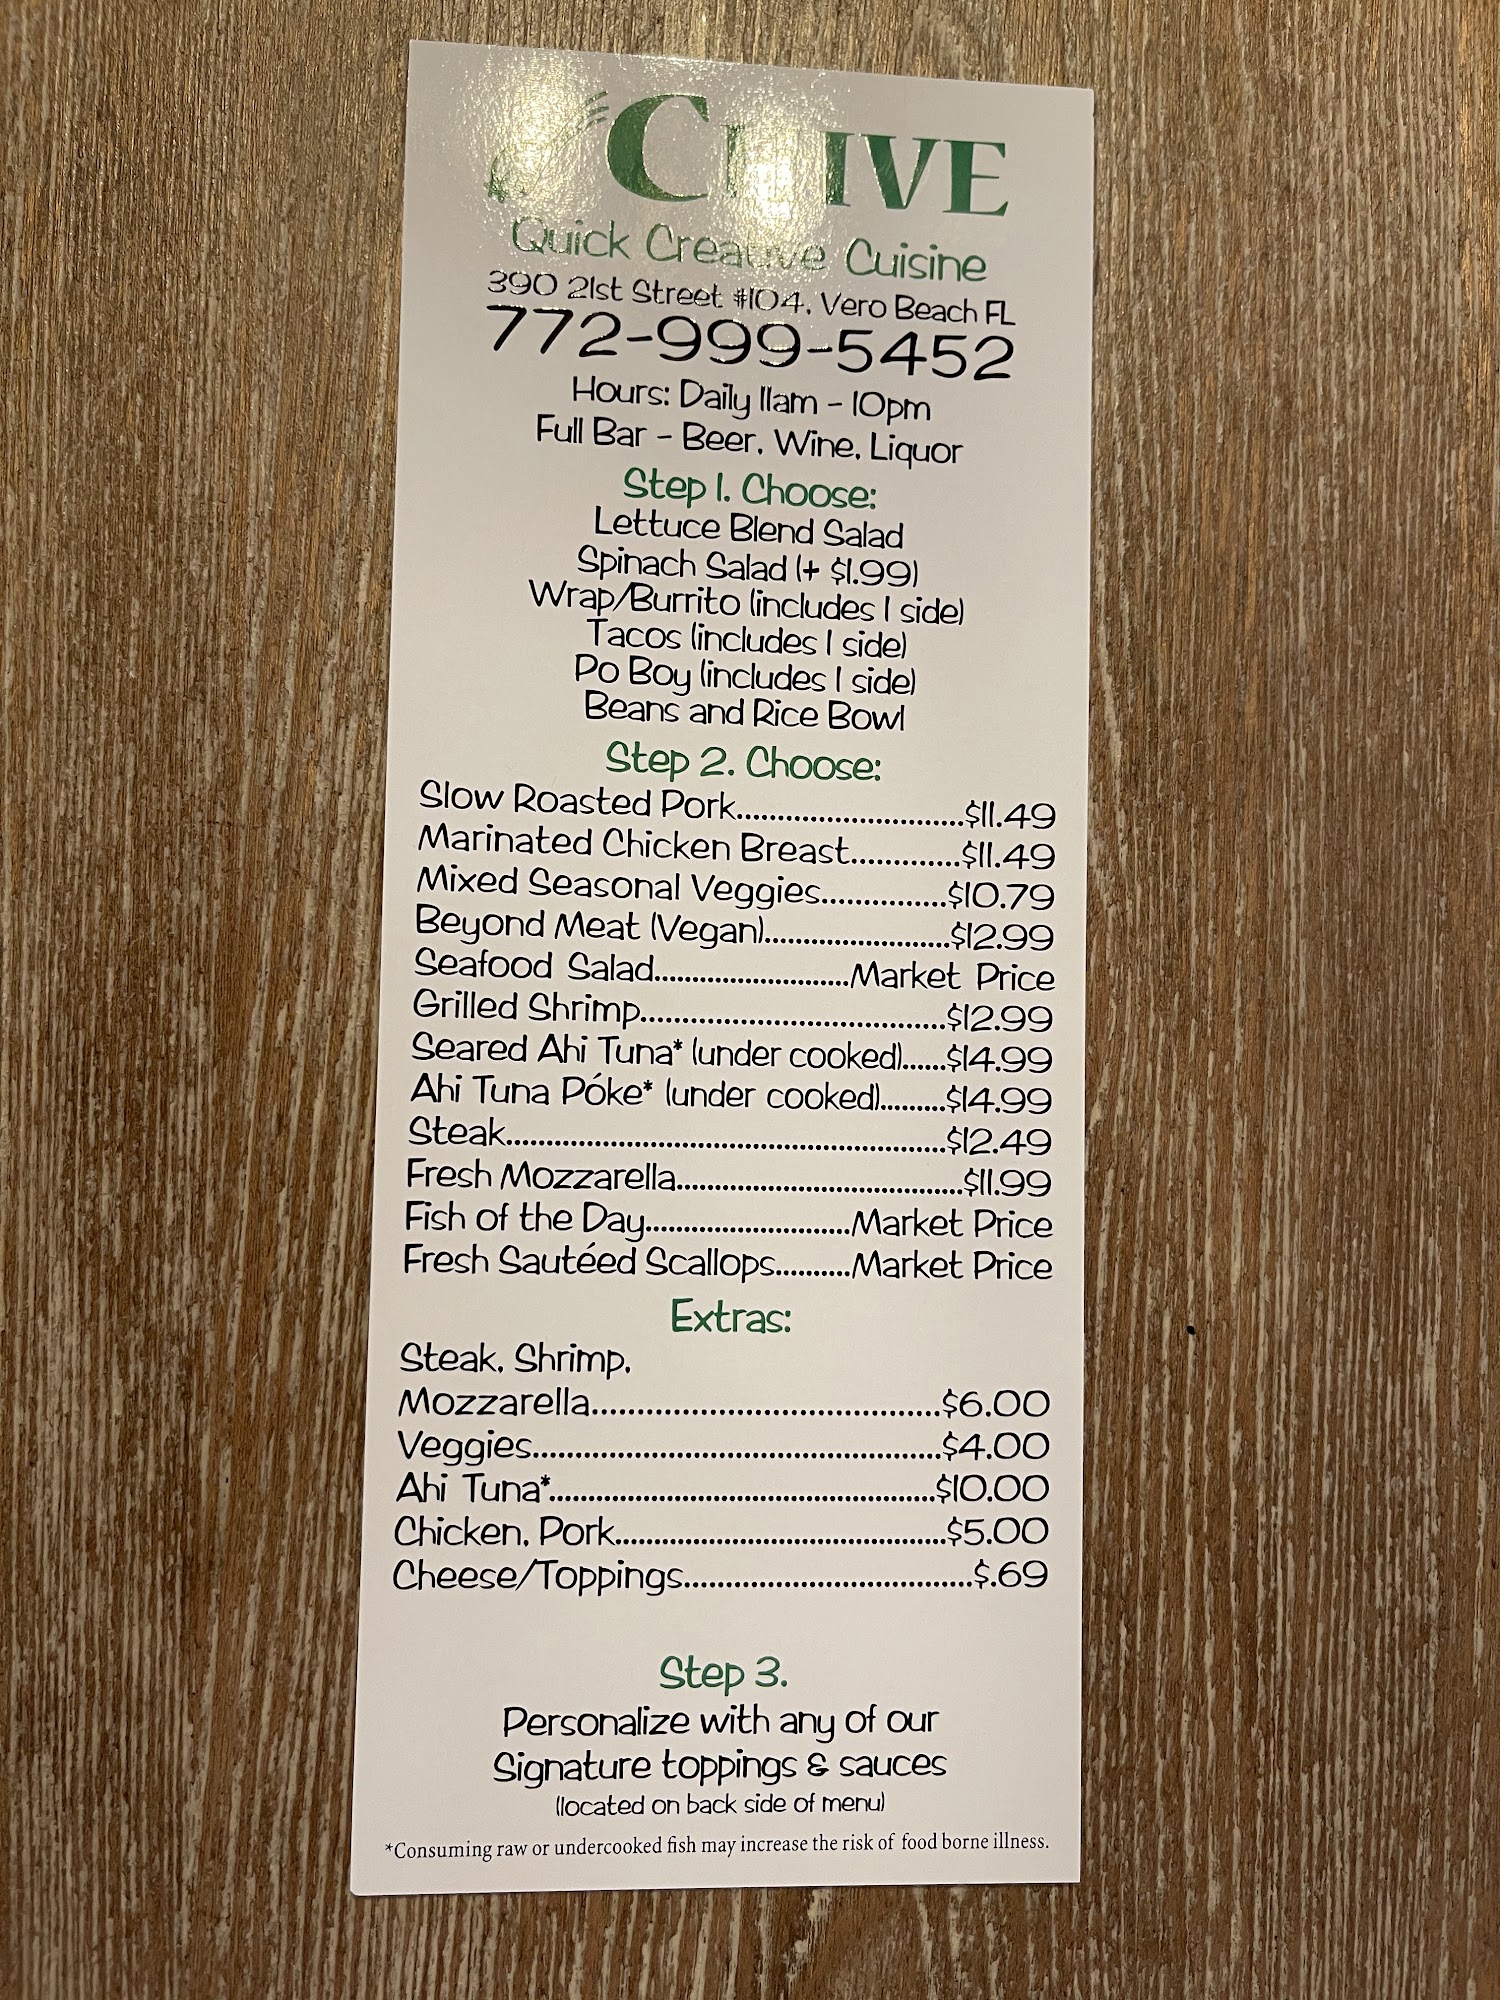 CHIVE
Quick Creative Cuisine
390 21st Street #104, Vero Beach FL
772-999-5452
Hours: Daily 11am - 10pm
Full Bar - Beer, Wine, Liquor
Step 1. Choose:
Lettuce Blend Salad
Spinach Salad (+ $1.99)
Wrap/Burrito (includes 1 side)
Tacos (includes 1 side)
Po Boy (includes 1 side)
Beans and Rice Bowl
Step 2. Choose:
Slow Roasted Pork...........................$11.49
Marinated Chicken Breast.............$11.49
Mixed Seasonal Veggies...............$10.79
Beyond Meat (Vegan).........................$12.99
Seafood Salad..........................Market Price
Grilled Shrimp.......................................$12.99
Seared Ahi Tuna* (under cooked)......$14.99
Ahi Tuna Póke* (under cooked).........$14.99
Steak.........................................................$12.49
Fresh Mozzarella.....................................$11.99
Fish of the Day..........................Market Price
Fresh Sautéed Scallops..........Market Price
Extras:
Steak, Shrimp,
Mozzarella.......................................$6.00
Veggies..............................................$4.00
Ahi Tuna*............................................$10.00
Chicken, Pork......................................$5.00
Cheese/Toppings.................................$.69
Step 3.
Personalize with any of our
Signature toppings & sauces
(located on back side of menu)
*Consuming raw or undercooked fish may increase the risk of food borne illness.